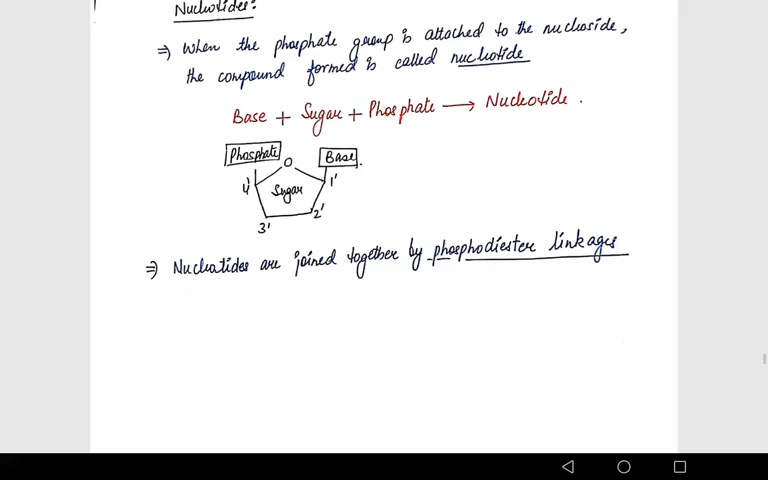 Nucleotides:
⇒ When the phosphate group is attached to the nucleoside,
the compound formed is called nucleotide
Base + Sugar + Phosphate ⟶ Nucleotide.
Phosphate O Base.
4' Sugar 1'
3' 2'
⇒ Nucleotides are joined together by phosphodiester linkages